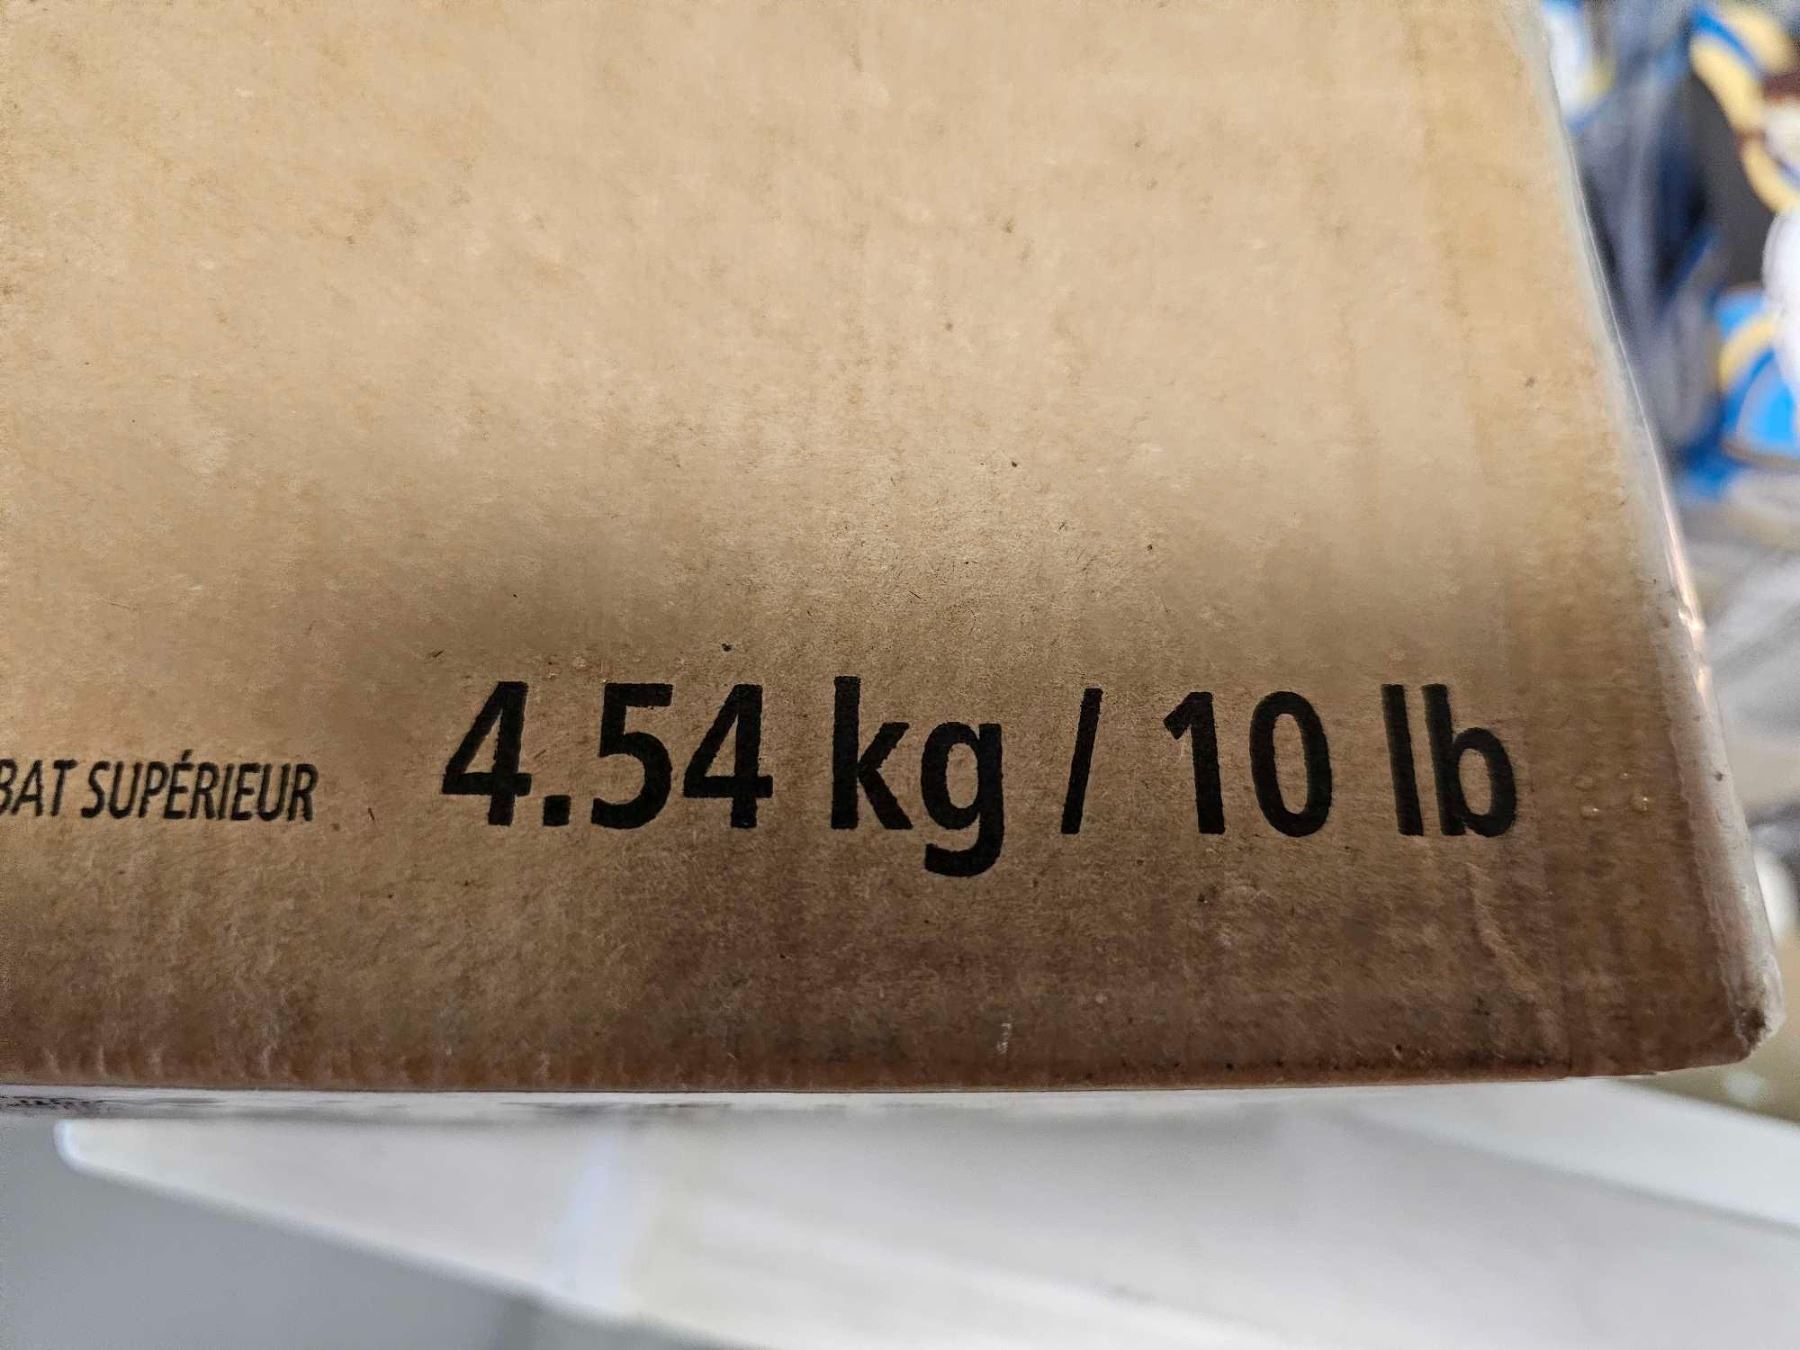 BAT SUPÉRIEUR 4.54 kg / 10 lb